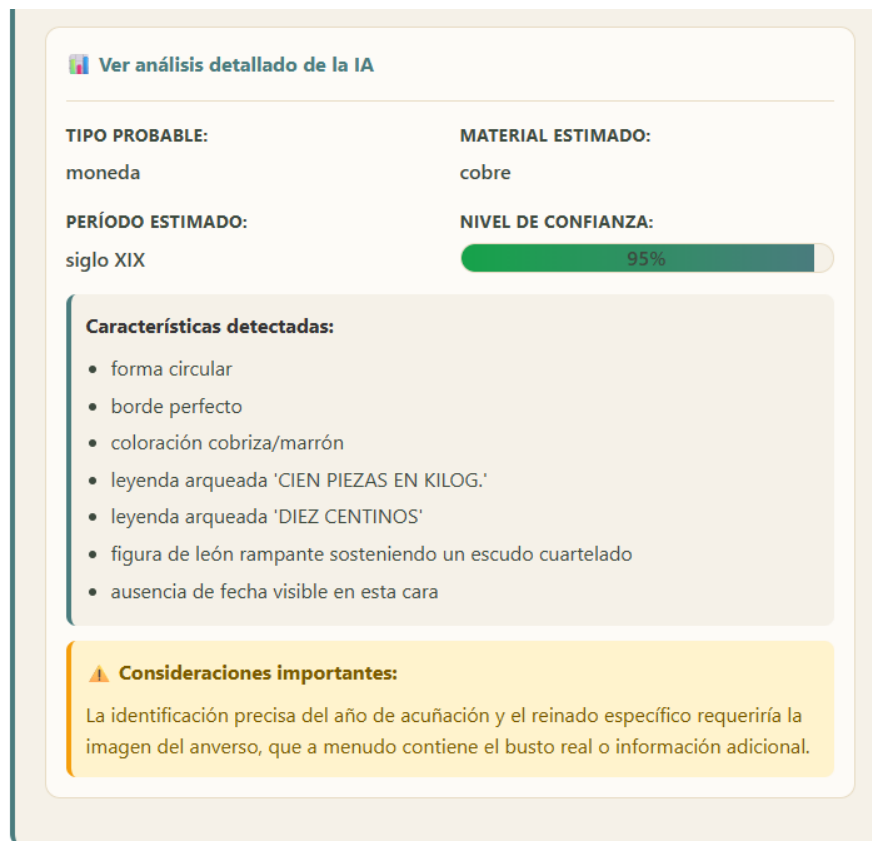 Ver análisis detallado de la IA
TIPO PROBABLE:
moneda
MATERIAL ESTIMADO:
cobre
PERÍODO ESTIMADO:
siglo XIX
NIVEL DE CONFIANZA:
95%
Características detectadas:
• forma circular
• borde perfecto
• coloración cobriza/marrón
• leyenda arqueada 'CIEN PIEZAS EN KILOG.'
• leyenda arqueada 'DIEZ CENTINOS'
• figura de león rampante sosteniendo un escudo cuartelado
• ausencia de fecha visible en esta cara
Consideraciones importantes:
La identificación precisa del año de acuñación y el reinado específico requeriría la
imagen del anverso, que a menudo contiene el busto real o información adicional.